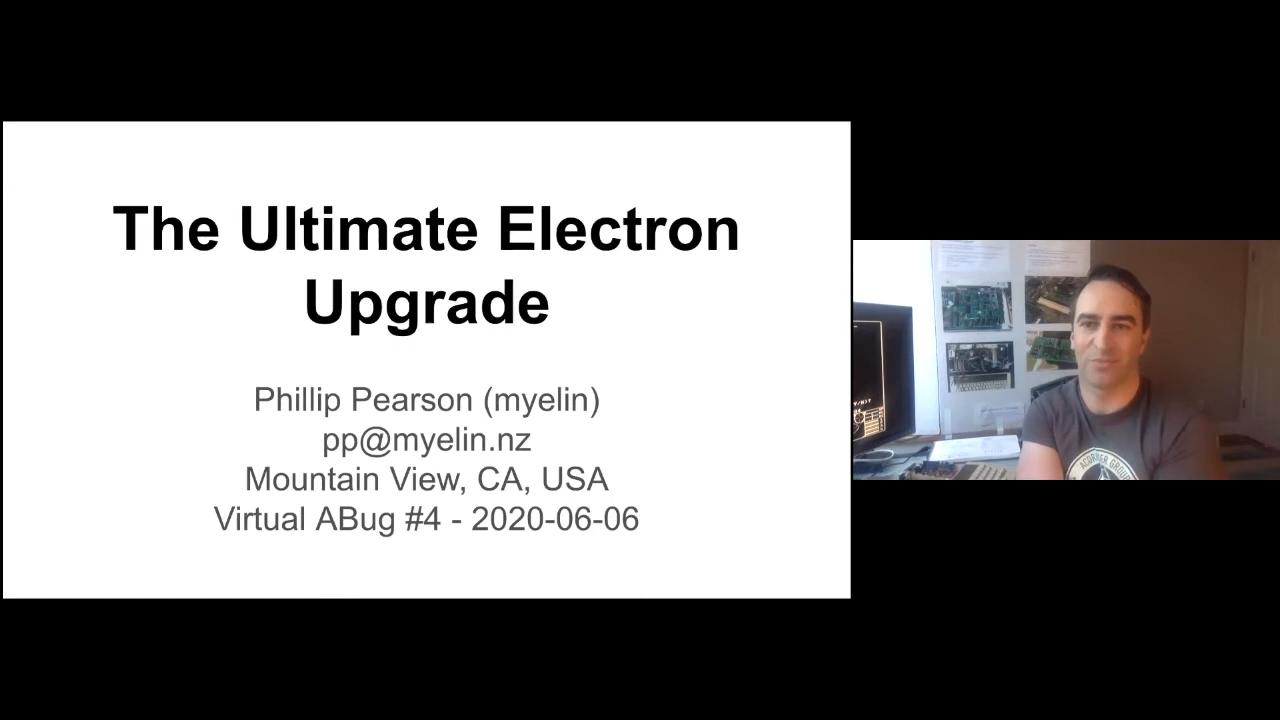 The Ultimate Electron
Upgrade
Phillip Pearson (myelin)
pp@myelin.nz
Mountain View, CA, USA
Virtual ABug #4 - 2020-06-06